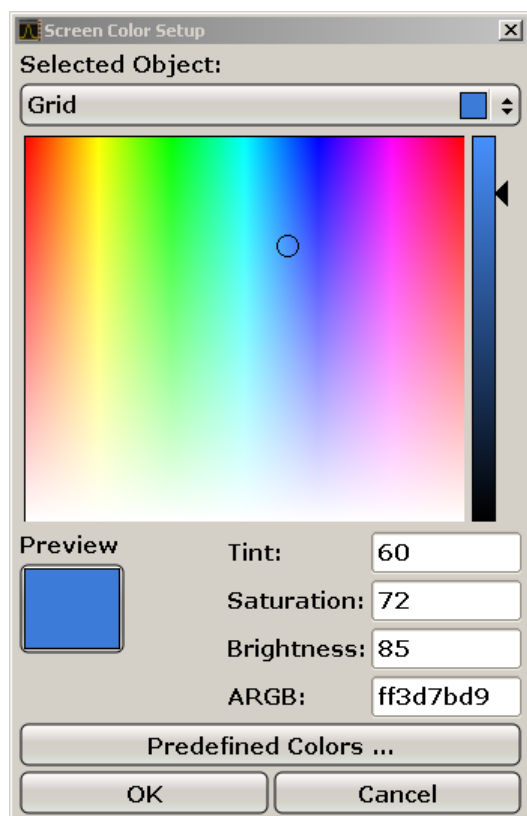 Screen Color Setup
Selected Object:
Grid
Preview
Tint: 60
Saturation: 72
Brightness: 85
ARGB: ff3d7bd9
Predefined Colors ...
OK Cancel